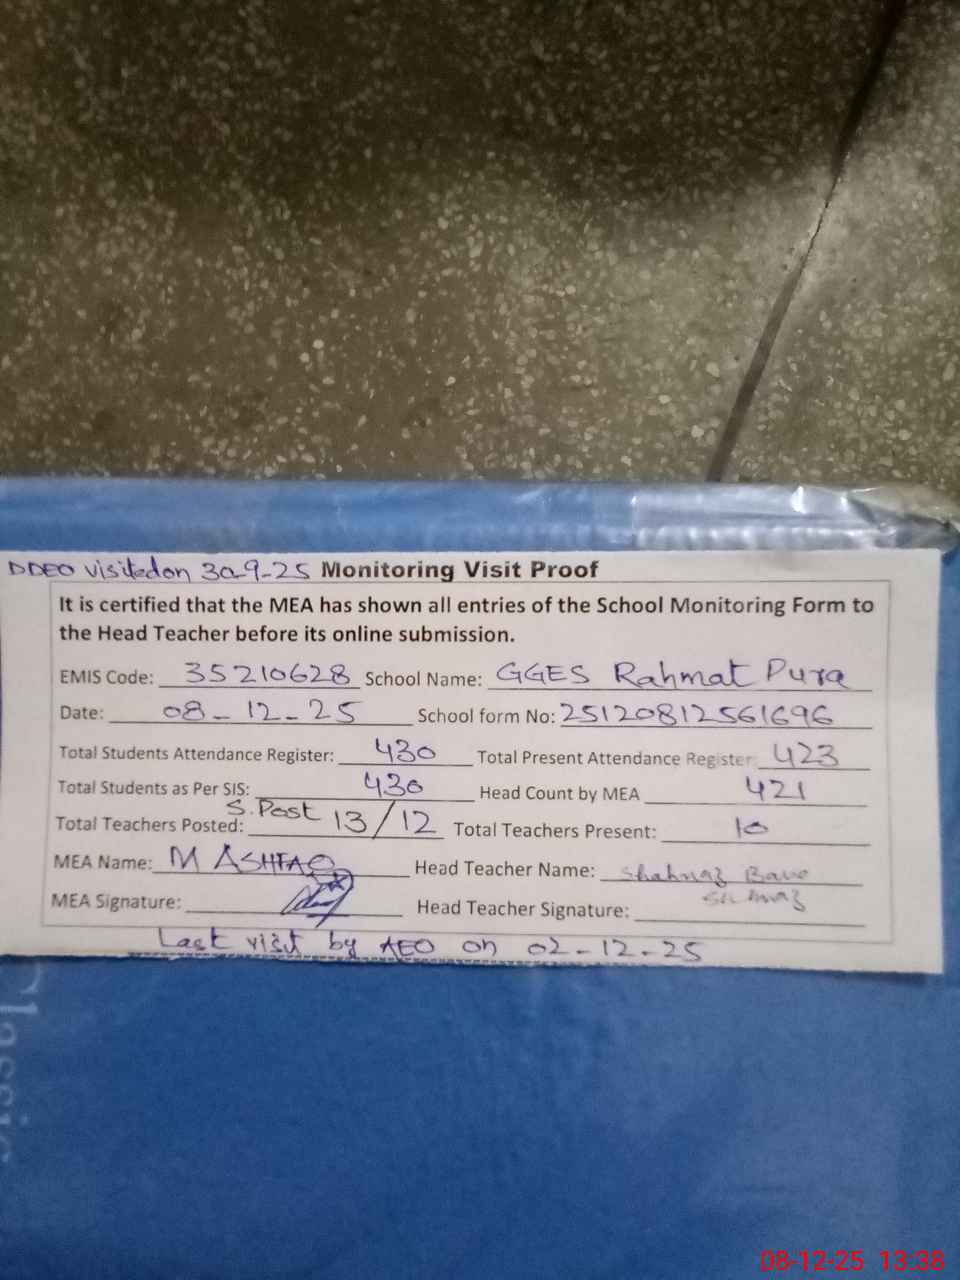 DDEO visited on 30-9-25 Monitoring Visit Proof
It is certified that the MEA has shown all entries of the School Monitoring Form to
the Head Teacher before its online submission.
EMIS Code: 35210628 School Name: GGES Rahmat Pura
Date: 08-12-25 School form No: 25120812561696
Total Students Attendance Register: 430 Total Present Attendance Register: 423
Total Students as Per SIS: 430 Head Count by MEA 421
Total Teachers Posted: S.Post 13/12 Total Teachers Present: 10
MEA Name: M ASHFAQ Head Teacher Name: Shahnaz Bano
MEA Signature: Head Teacher Signature:
Last visit by AEO on 02-12-25
Classic
08-12-25 13:38